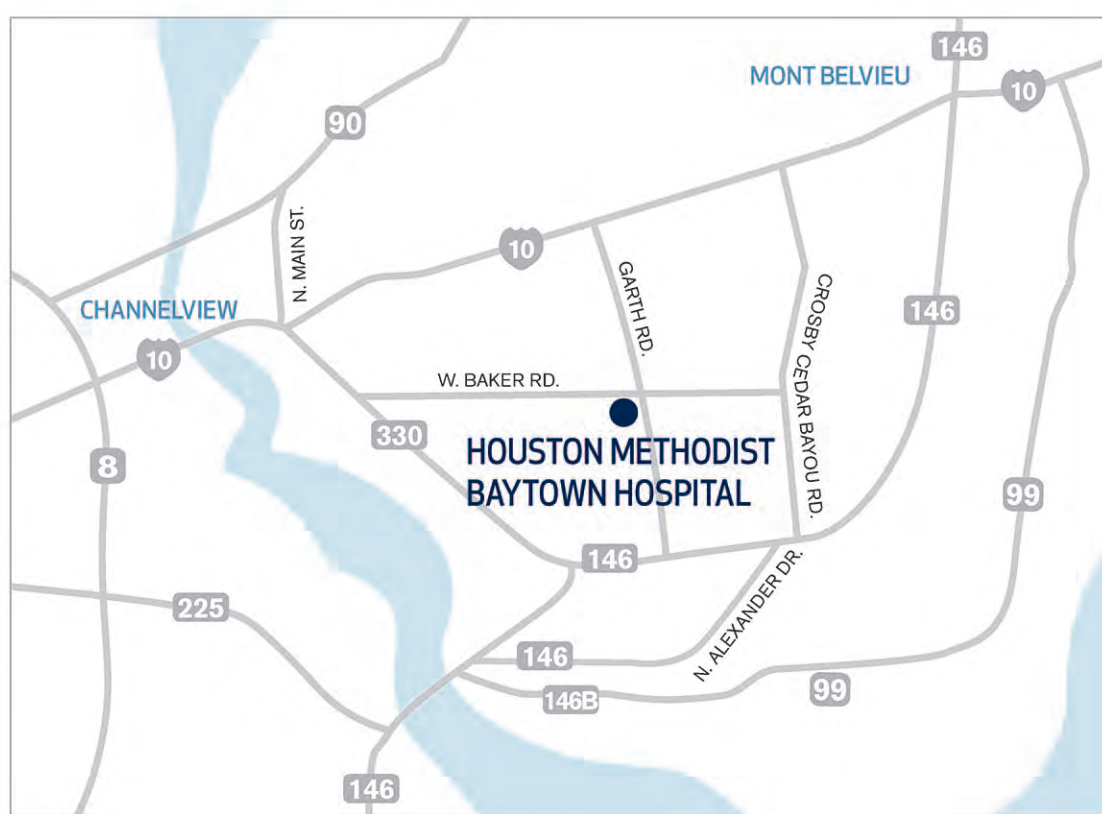 146
MONT BELVIEU
10
90
N. MAIN ST.
10
GARTH RD.
CROSBY CEDAR BAYOU RD.
CHANNELVIEW
146
10
W. BAKER RD.
330
HOUSTON METHODIST
BAYTOWN HOSPITAL
8
99
146
225
N. ALEXANDER DR.
146
146B
99
146